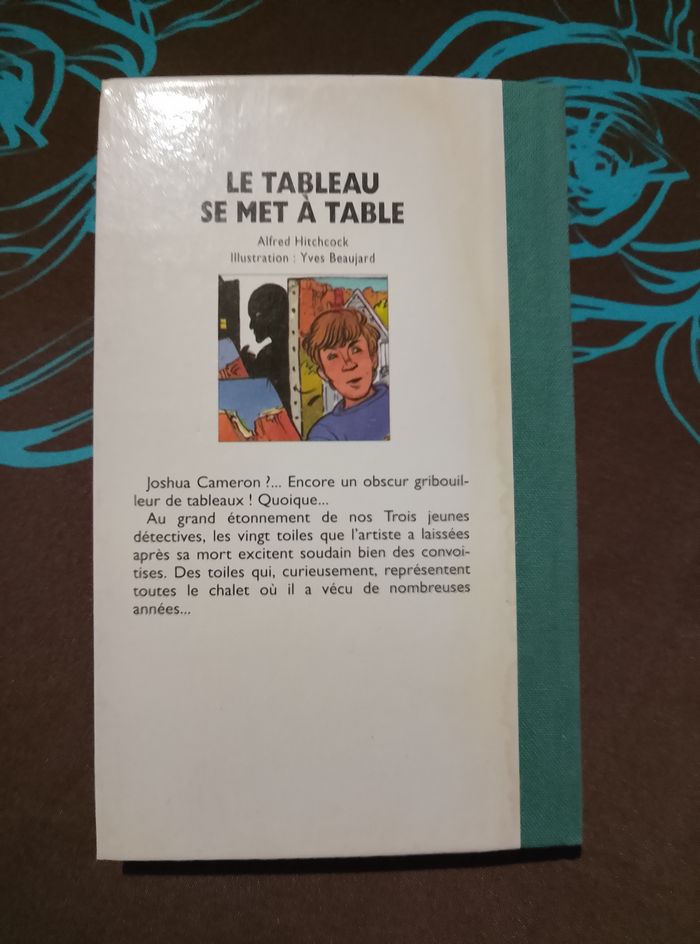 LE TABLEAU
SE MET À TABLE
Alfred Hitchcock
Illustration : Yves Beaujard
Joshua Cameron ?... Encore un obscur gribouil-
leur de tableaux ! Quoique...
Au grand étonnement de nos Trois jeunes
détectives, les vingt toiles que l'artiste a laissées
après sa mort excitent soudain bien des convoi-
tises. Des toiles qui, curieusement, représentent
toutes le chalet où il a vécu de nombreuses
années...